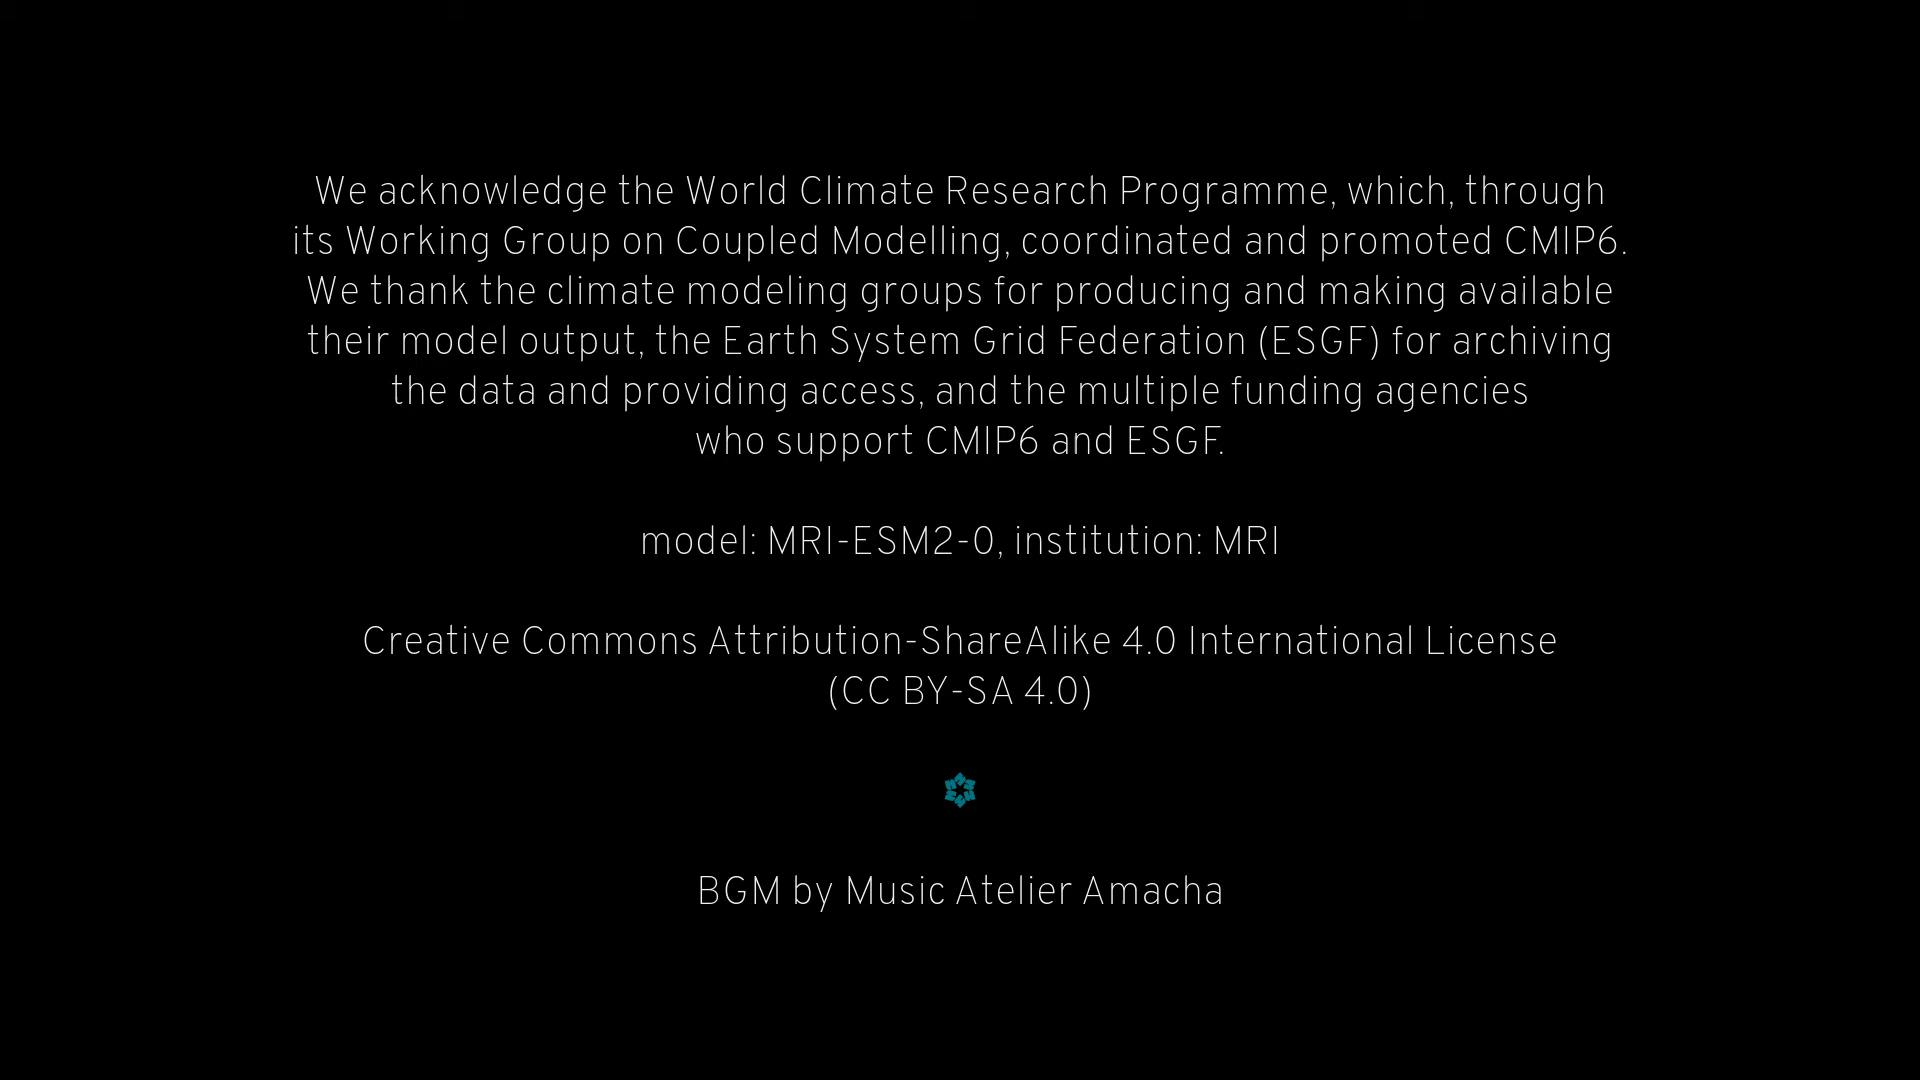 We acknowledge the World Climate Research Programme, which, through
its Working Group on Coupled Modelling, coordinated and promoted CMIP6.
We thank the climate modeling groups for producing and making available
their model output, the Earth System Grid Federation (ESGF) for archiving
the data and providing access, and the multiple funding agencies
who support CMIP6 and ESGF.
model: MRI-ESM2-0, institution: MRI
Creative Commons Attribution-ShareAlike 4.0 International License
(CC BY-SA 4.0)
BGM by Music Atelier Amacha